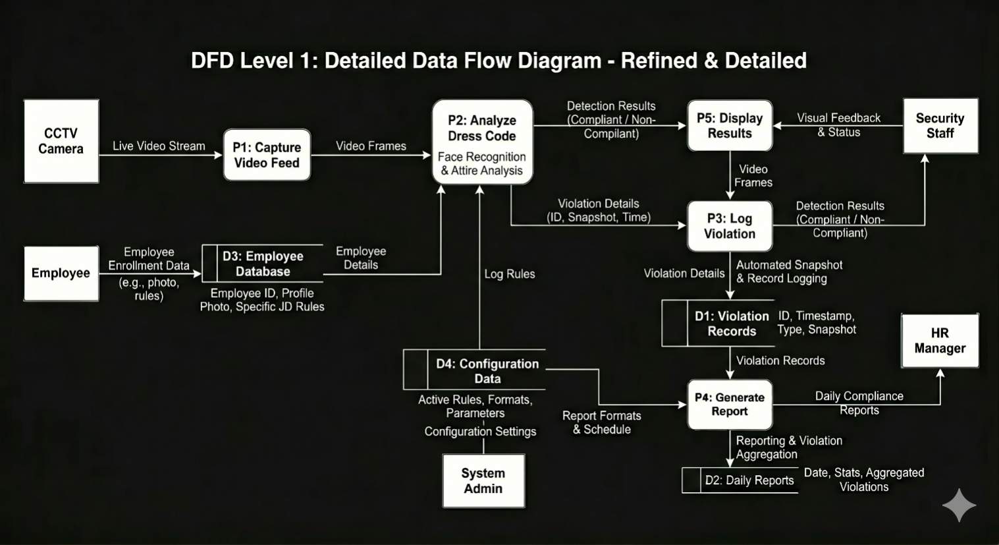 DFD Level 1: Detailed Data Flow Diagram - Refined & Detailed
CCTV
Camera
Live Video Stream
P1: Capture
Video Feed
Video Frames
P2: Analyze
Dress Code
Face Recognition
& Attire Analysis
Detection Results
(Compliant / Non-
Compilant)
P5: Display
Results
Visual Feedback
& Status
Security
Staff
Video
Frames
Violation Details
(ID, Snapshot, Time)
P3: Log
Violation
Detection Results
(Compliant / Non-
Compliant)
Employee
Employee
Enrollment Data
(e.g., photo,
rules)
D3: Employee
Database
Employee ID, Profile
Photo, Specific JD Rules
Employee
Details
Log Rules
Violation Details
Automated Snapshot
& Record Logging
D1: Violation
Records
ID, Timestamp,
Type, Snapshot
HR
Manager
Violation Records
D4: Configuration
Data
Active Rules, Formats,
Parameters
Configuration Settings
System
Admin
Report Formats
& Schedule
P4: Generate
Report
Daily Compliance
Reports
Reporting & Violation
Aggregation
D2: Daily Reports
Date, Stats, Aggregated
Violations